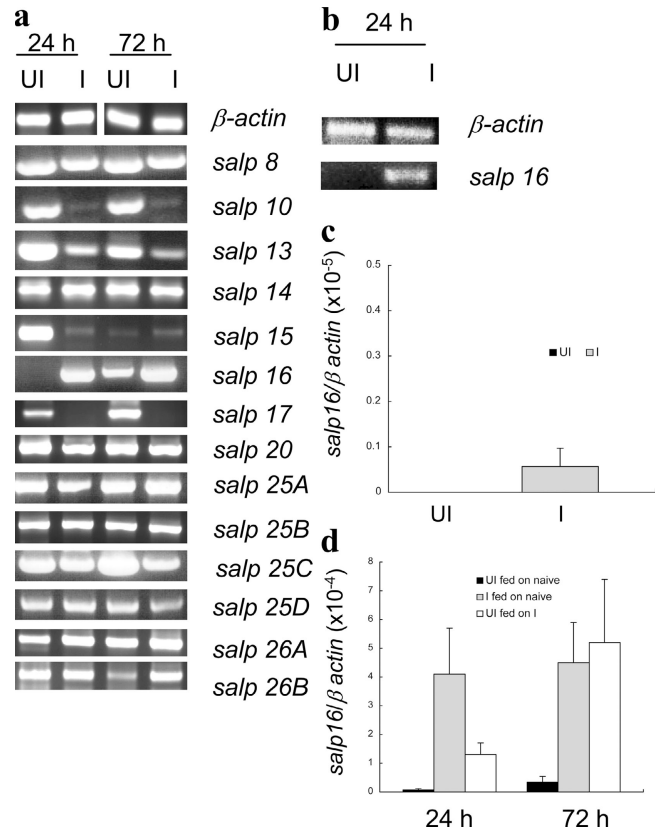 a
24 h 72 h
UI I UI I
β-actin
salp 8
salp 10
salp 13
salp 14
salp 15
salp 16
salp 17
salp 20
salp 25A
salp 25B
salp 25C
salp 25D
salp 26A
salp 26B
b
24 h
UI I
β-actin
salp 16
c
salp16/β actin (x10-5)
0.5
0.3
0.1
0
UI I
UI I
d
salp16/β actin (x10-4)
8
7
6
5
4
3
2
1
0
UI fed on naive
I fed on naive
UI fed on I
24 h 72 h